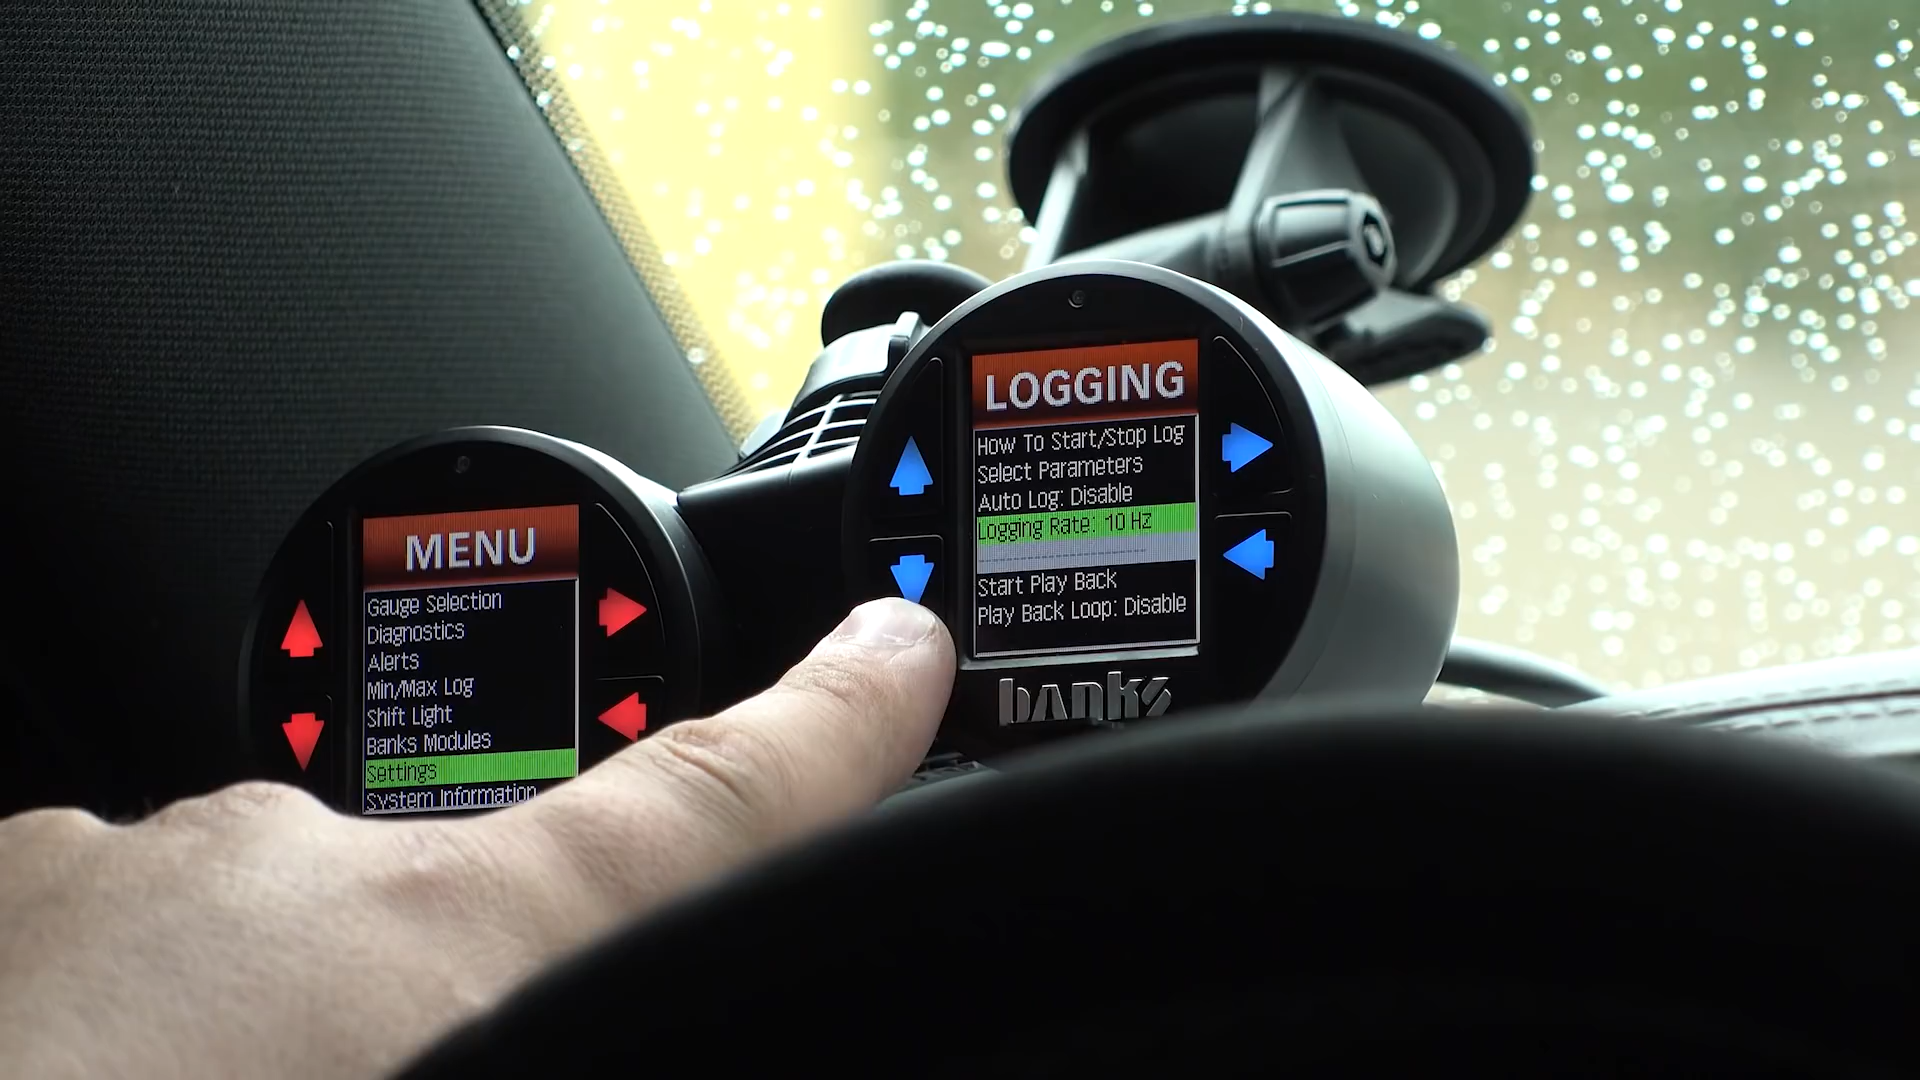 MENU
Gauge Selection
Diagnostics
Alerts
Min/Max Log
Shift Light
Banks Modules
Settings
System Information
LOGGING
How To Start/Stop Log
Select Parameters
Auto Log: Disable
Logging Rate: 10 Hz
--------------------
Start Play Back
Play Back Loop: Disable
banks